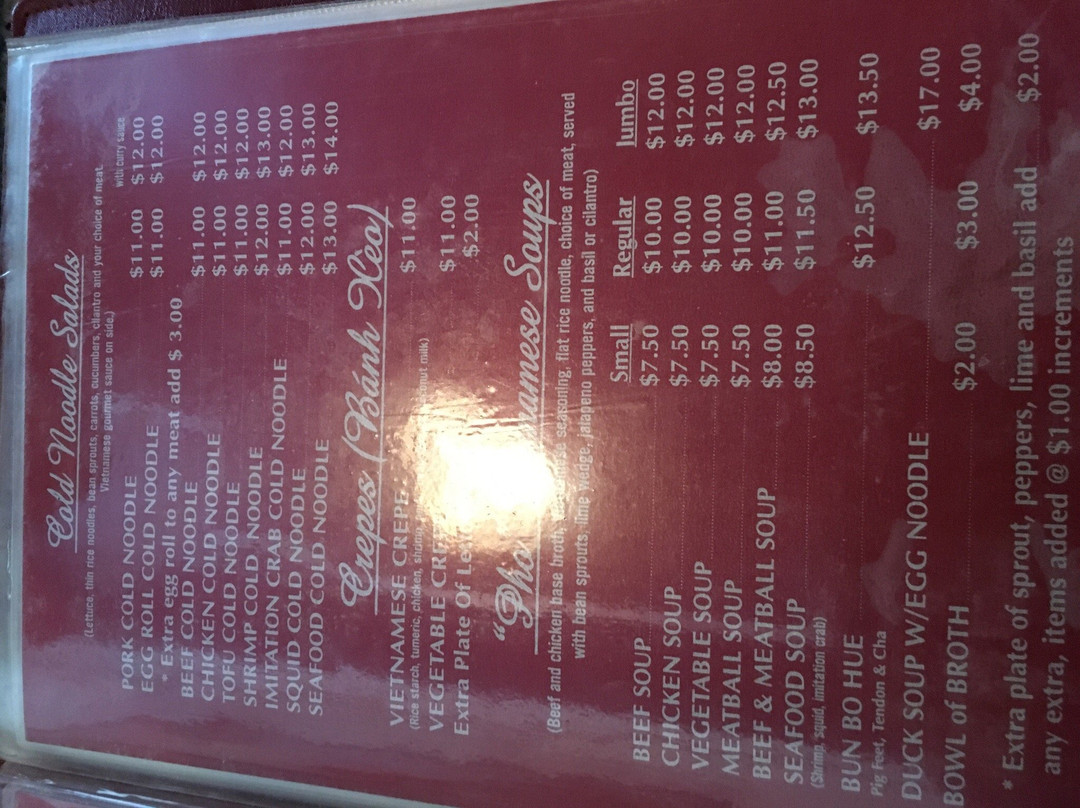 Cold Noodle Salads
(Lettuce, thin rice noodles, bean sprouts, carrots, cucumbers, cilantro and your choice of meat.
Vietnamese gourmet sauce on side.)
with curry sauce
PORK COLD NOODLE $11.00 $12.00
EGG ROLL COLD NOODLE $11.00 $12.00
* Extra egg roll to any meat add $ 3.00
BEEF COLD NOODLE $11.00 $12.00
CHICKEN COLD NOODLE $11.00 $12.00
TOFU COLD NOODLE $11.00 $12.00
SHRIMP COLD NOODLE $12.00 $13.00
IMITATION CRAB COLD NOODLE $11.00 $12.00
SQUID COLD NOODLE $12.00 $13.00
SEAFOOD COLD NOODLE $13.00 $14.00
Crepes (Bánh Xèo)
VIETNAMESE CREPE $11.00
(Rice starch, tumeric, chicken, shrimp, milk)
VEGETABLE $11.00
Extra Plate of $2.00
"Pho Soups
(Beef and chicken base broth, seasoning, flat rice noodle, choice of meat, served
with bean sprouts, lime wedge, jalapeno peppers, and basil or cilantro)
Small Regular Jumbo
BEEF SOUP $7.50 $10.00 $12.00
CHICKEN SOUP $7.50 $10.00 $12.00
VEGETABLE SOUP $7.50 $10.00 $12.00
MEATBALL SOUP $7.50 $10.00 $12.00
BEEF & MEATBALL SOUP $8.00 $11.00 $12.50
SEAFOOD SOUP $8.50 $11.50 $13.00
(Shrimp, squid, imitation crab)
BUN BO HUE $12.50 $13.50
Pig Feet, Tendon & Cha
DUCK SOUP W/EGG NOODLE $17.00
BOWL of BROTH $2.00 $3.00 $4.00
* Extra plate of sprout, peppers, lime and basil add $2.00
any extra, items added @ $1.00 increments